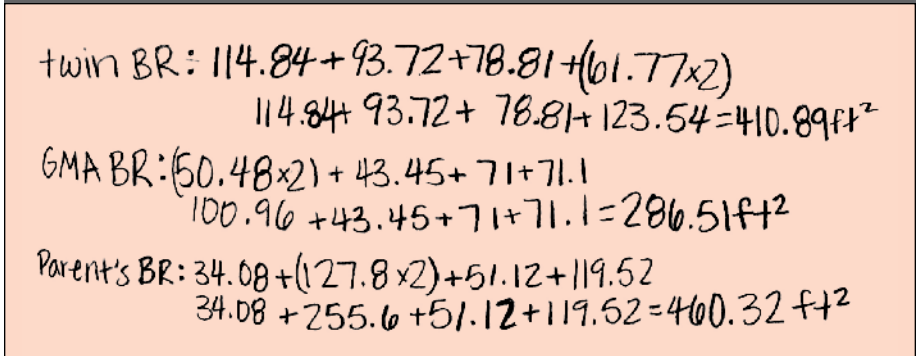 twin BR: 114.84+93.72+78.81+(61.77x2)
114.84+ 93.72+ 78.81+ 123.54=410.89ft²
GMA BR:(50.48x2)+43.45+71+71.1
100.96+43.45+71+71.1=286.51ft²
Parent's BR: 34.08+(127.8x2)+51.12+119.52
34.08+255.6+51.12+119.52=460.32 ft²